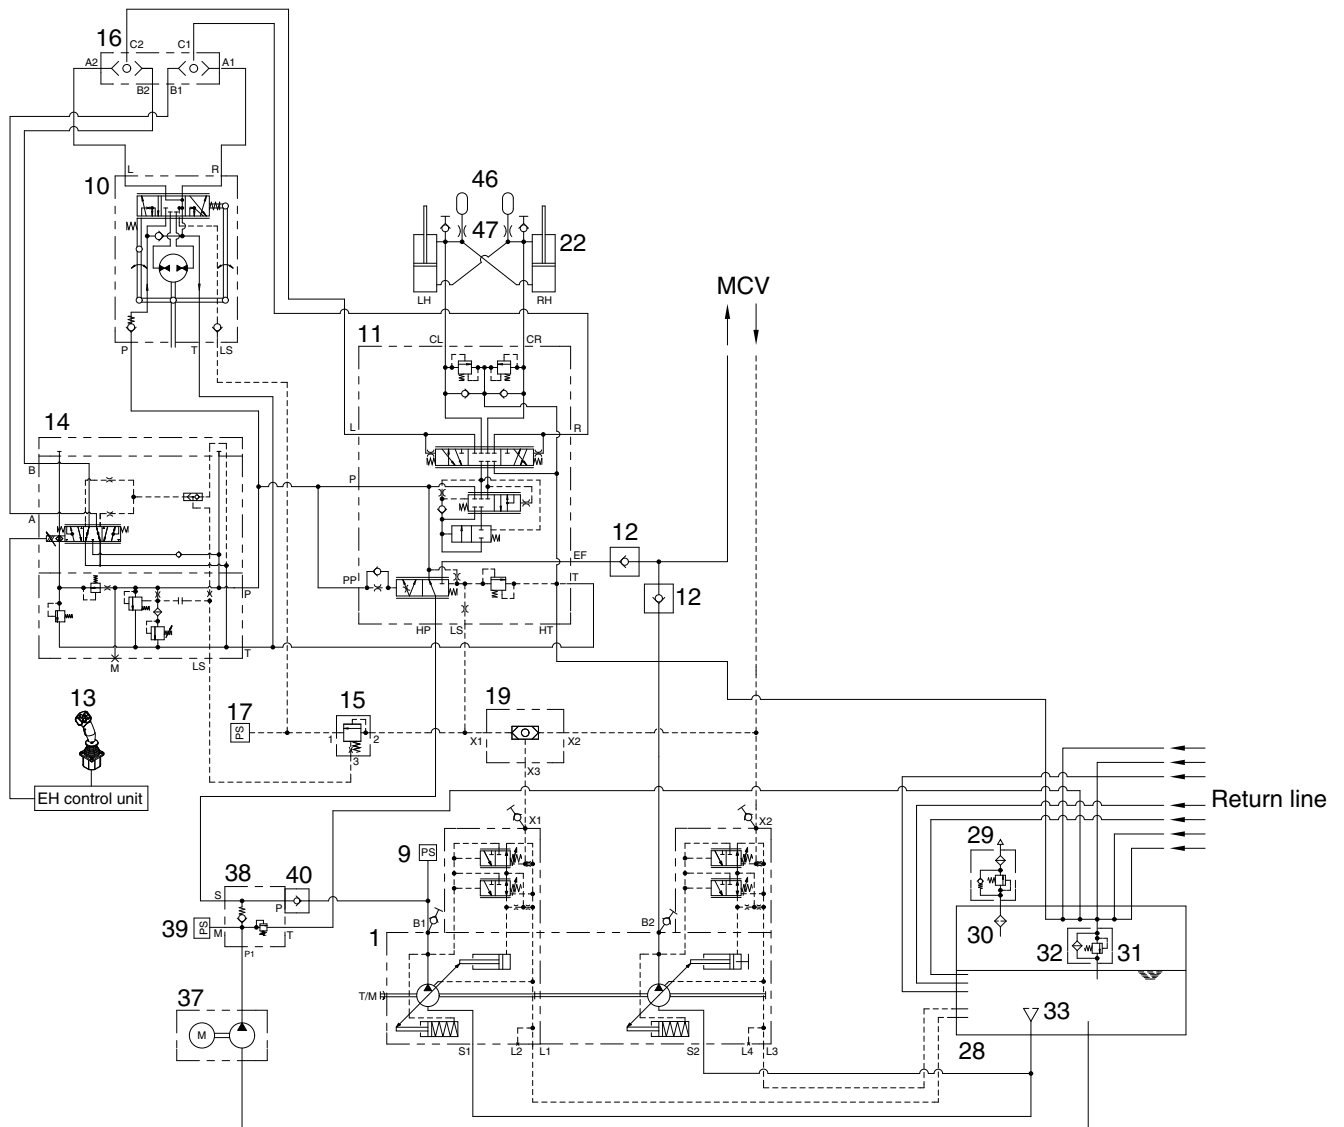 16 C2 C1
A2 A1
B2 B1
L R
10
P T LS
46
47
22
LH RH
MCV
11 CL CR
L R
14
B
P
A
12
EF
PP T
12
P
HP LS HT
T
M LS
13
17 PS
15
1 2
3
19
X1 X2
X3
EH control unit
Return line
X1 X2
9 PS
29
38 40
S P
39 PS M T
P1
B1 B2
1
30 32 31
T/M
33
37
M
S1 L2 L1 S2 L4 L3
28